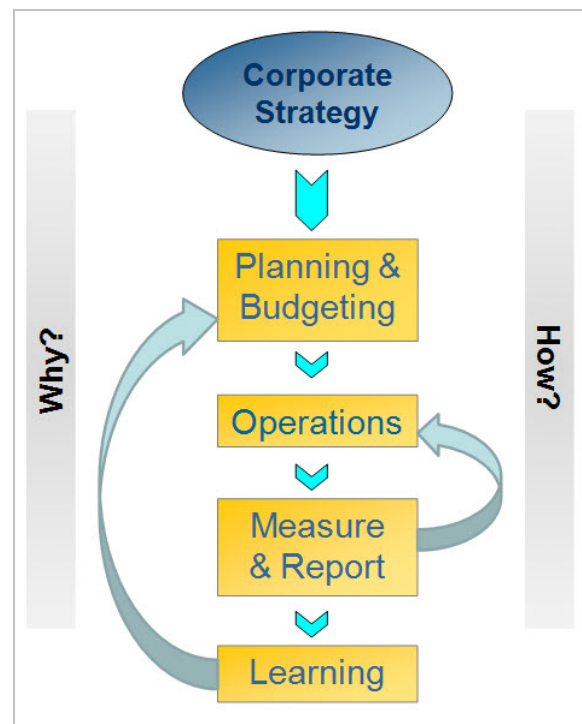 Corporate
Strategy
Why?
How?
Planning &
Budgeting
Operations
Measure
& Report
Learning